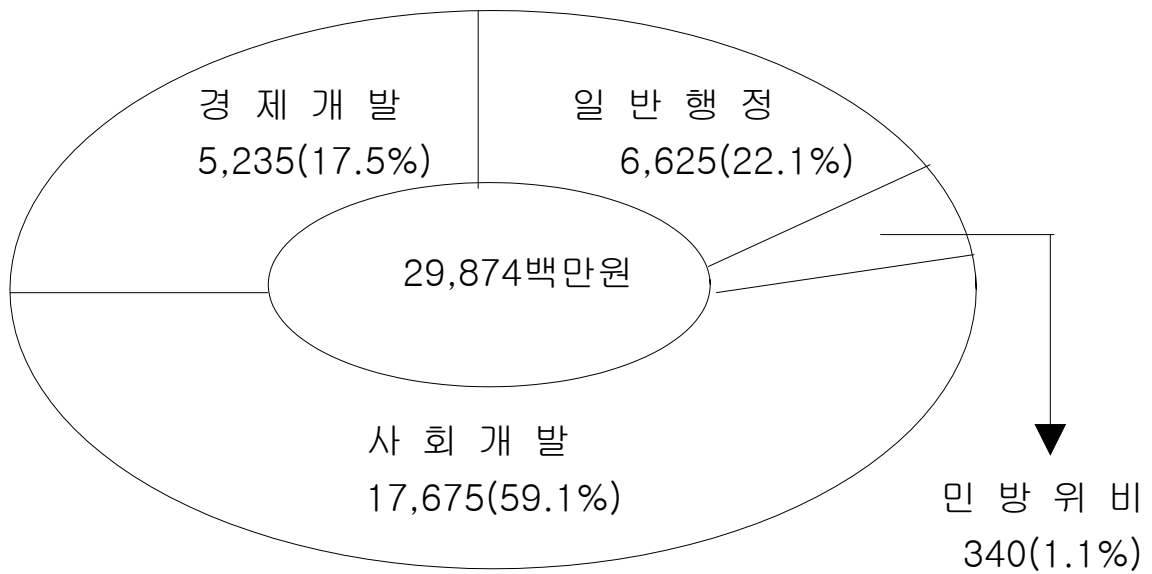 경 제 개 발
5,235(17.5%)
일 반 행 정
6,625(22.1%)
29,874백만원
사 회 개 발
17,675(59.1%)
민 방 위 비
340(1.1%)